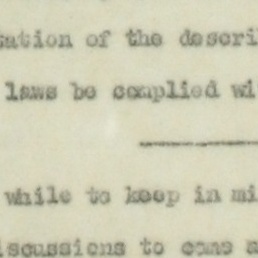 ation of the descri
laws be complied wi
while to keep in mi
iscussions to come a